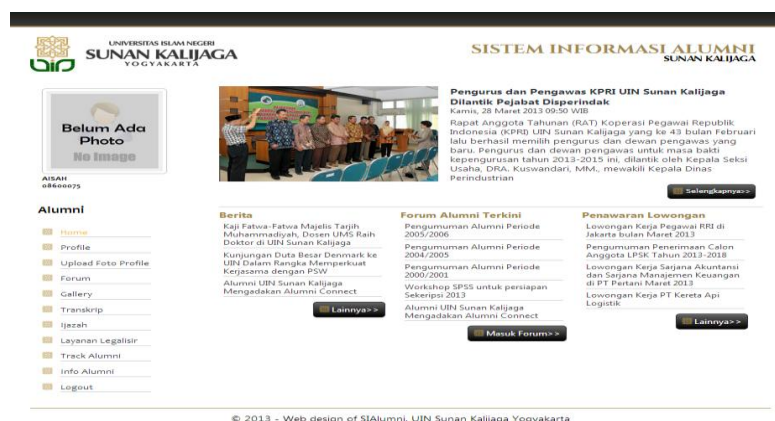 UNIVERSITAS ISLAM NEGERI
SUNAN KALIJAGA
YOGYAKARTA
SISTEM INFORMASI ALUMNI
SUNAN KALIJAGA
Belum Ada
Photo
No Image
AISAH
08600075
Alumni
Home
Profile
Upload Foto Profile
Forum
Gallery
Transkrip
Ijazah
Layanan Legalisir
Track Alumni
Info Alumni
Logout
Pengurus dan Pengawas KPRI UIN Sunan Kalijaga
Dilantik Pejabat Disperindak
Kamis, 28 Maret 2013 09:50 WIB
Rapat Anggota Tahunan (RAT) Koperasi Pegawai Republik
Indonesia (KPRI) UIN Sunan Kalijaga yang ke 43 bulan Februari
lalu berhasil memilih pengurus dan dewan pengawas yang
baru. Pengurus dan dewan pengawas untuk masa bakti
kepengurusan tahun 2013-2015 ini, dilantik oleh Kepala Seksi
Usaha, DRA. Kuswandari, MM., mewakili Kepala Dinas
Perindustrian
Selengkapnya>>
Berita
Kaji Fatwa-Fatwa Majelis Tarjih
Muhammadiyah, Dosen UMS Raih
Doktor di UIN Sunan Kalijaga
Kunjungan Duta Besar Denmark ke
UIN Dalam Rangka Memperkuat
Kerjasama dengan PSW
Alumni UIN Sunan Kalijaga
Mengadakan Alumni Connect
Lainnya>>
Forum Alumni Terkini
Pengumuman Alumni Periode
2005/2006
Pengumuman Alumni Periode
2004/2005
Pengumuman Alumni Periode
2000/2001
Workshop SPSS untuk persiapan
Sekeripsi 2013
Alumni UIN Sunan Kalijaga
Mengadakan Alumni Connect
Masuk Forum>>
Penawaran Lowongan
Lowongan Kerja Pegawai RRI di
Jakarta bulan Maret 2013
Pengumuman Penerimaan Calon
Anggota LPSK Tahun 2013-2018
Lowongan Kerja Sarjana Akuntansi
dan Sarjana Manajemen Keuangan
di PT Pertani Maret 2013
Lowongan Kerja PT Kereta Api
Logistik
Lainnya>>
© 2013 - Web design of SIAlumni, UIN Sunan Kalijaga Yogyakarta